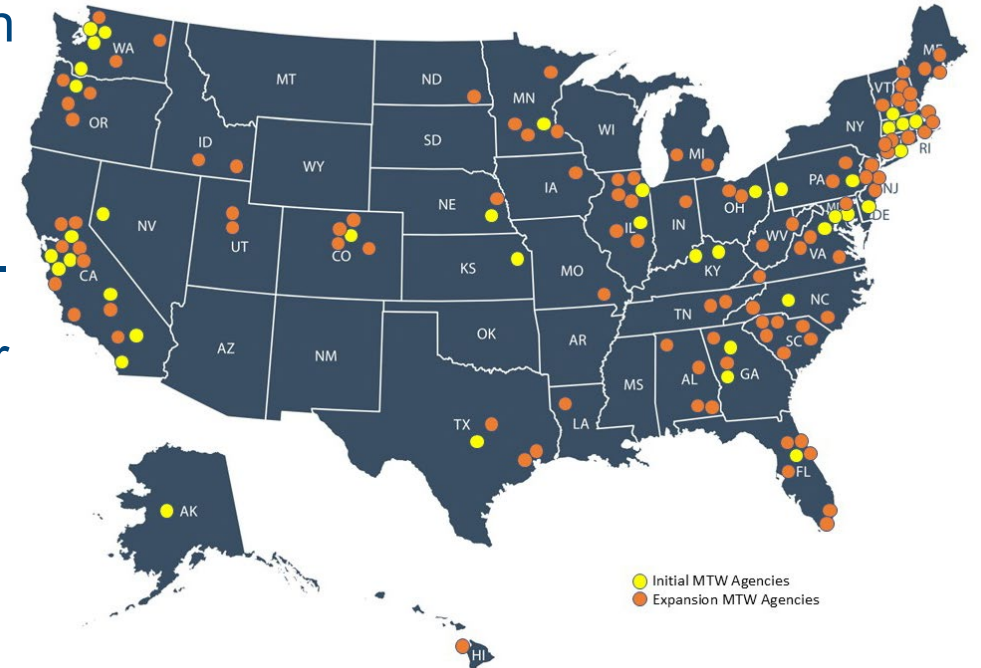 n
WA
MT
ND
MN
ME
VT
OR
ID
SD
WI
MI
NY
RI
WY
IA
PA
NJ
NE
OH
DE
NV
UT
CO
IL
IN
WV
VA
CA
KS
MO
KY
NC
TN
AZ
NM
OK
AR
SC
MS
AL
GA
r
TX
LA
FL
AK
Initial MTW Agencies
Expansion MTW Agencies
HI